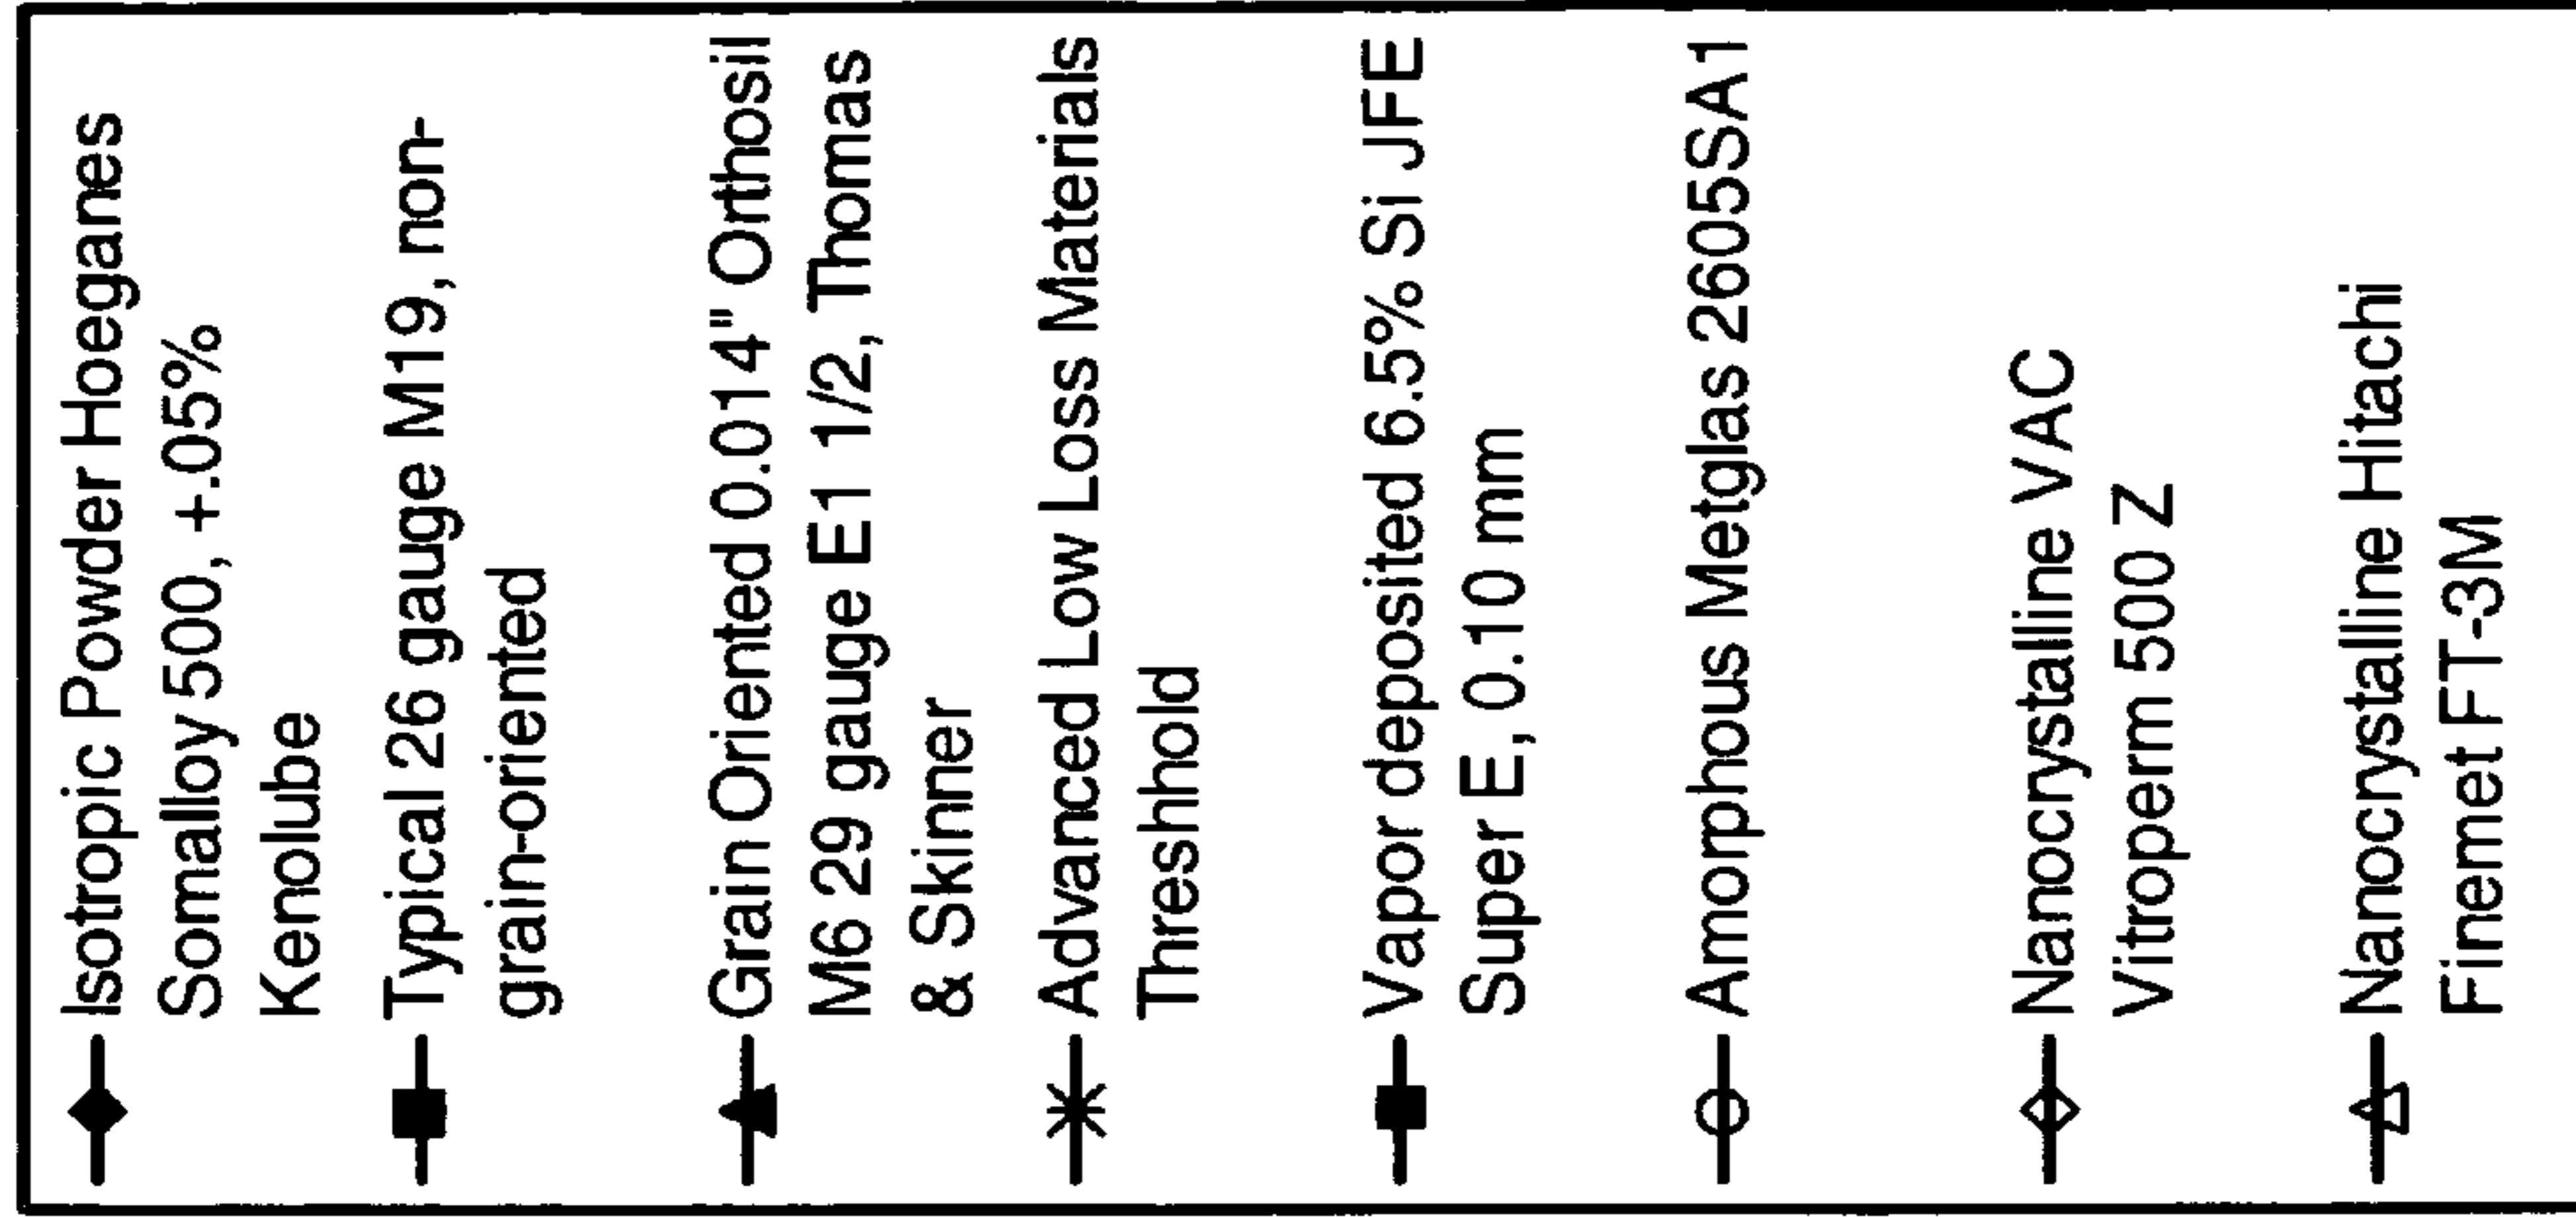 Isotropic Powder Hoeganes
Somalloy 500, +.05%
Kenolube
Typical 26 gauge M19, non-
grain-oriented
Grain Oriented 0.014" Orthosil
M6 29 gauge E1 1/2, Thomas
& Skinner
Advanced Low Loss Materials
Threshhold
Vapor deposited 6.5% Si JFE
Super E, 0.10 mm
Amorphous Metglas 2605SA1
Nanocrystalline VAC
Vitroperm 500 Z
Nanocrystalline Hitachi
Finemet FT-3M